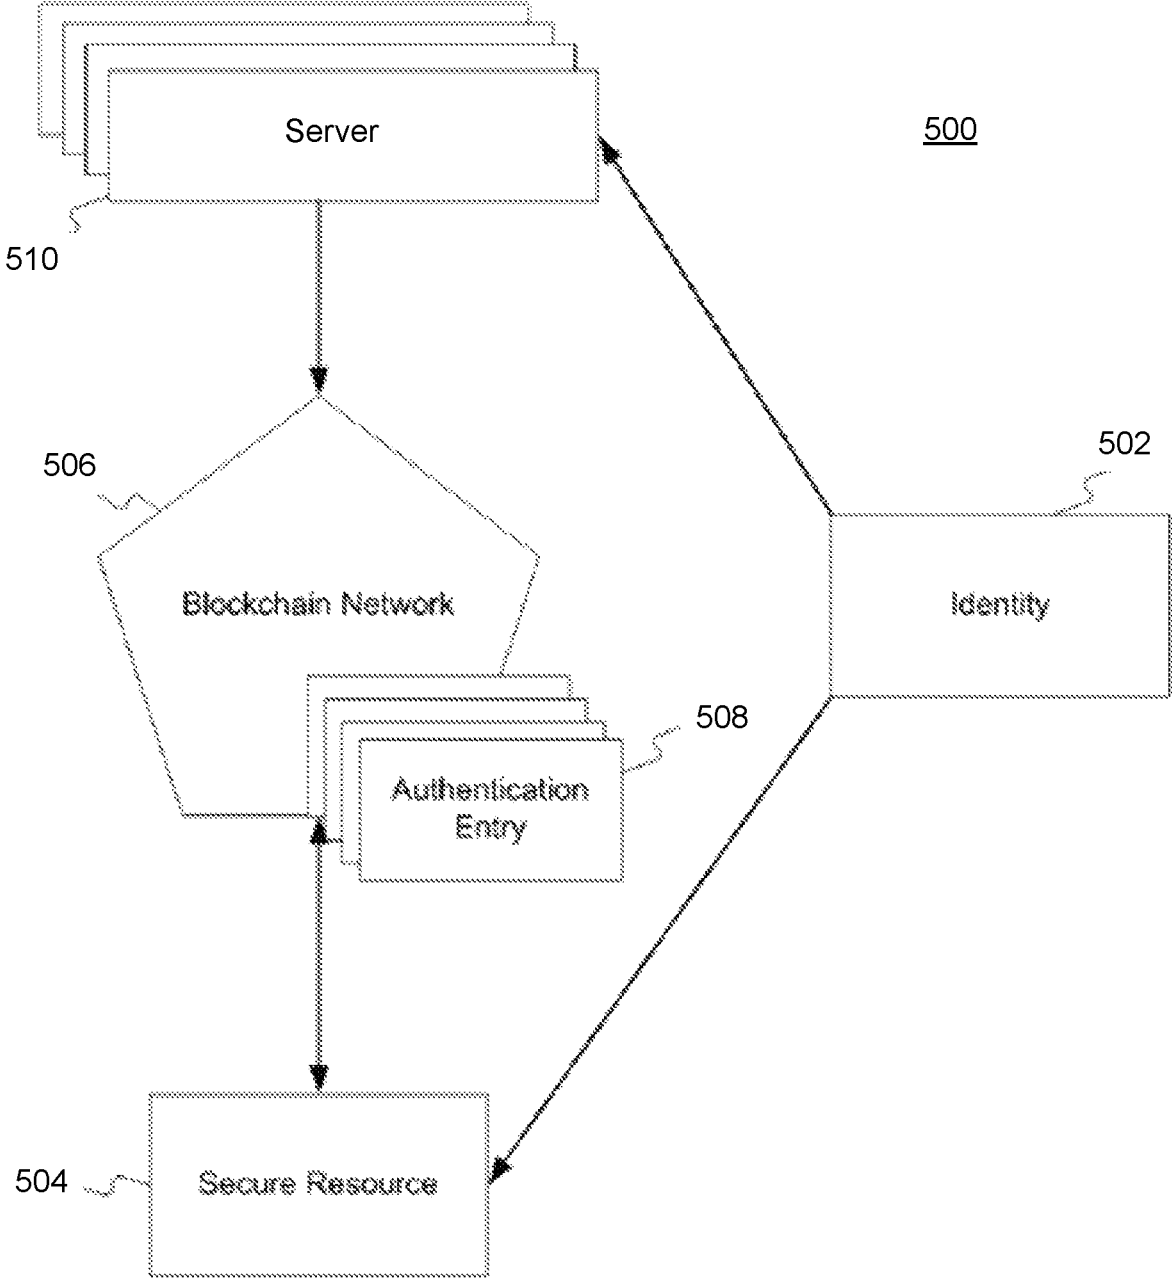 Server
500
510
502
506
Blockchain Network
Identity
508
Authentication
Entry
504
Secure Resource